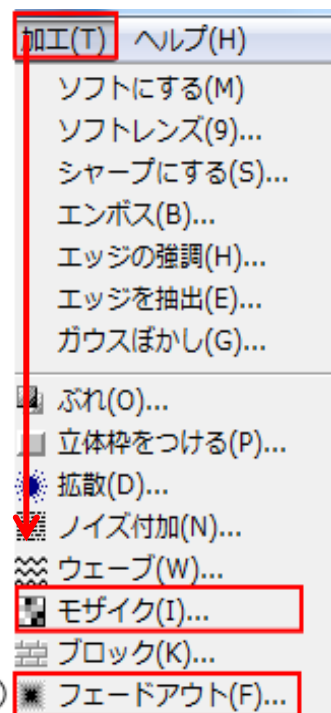 加工(T) ヘルプ(H)
ソフトにする(M)
ソフトレンズ(9)...
シャープにする(S)...
エンボス(B)...
エッジの強調(H)...
エッジを抽出(E)...
ガウスぼかし(G)...
ぶれ(O)...
立体枠をつける(P)...
拡散(D)...
ノイズ付加(N)...
ウェーブ(W)...
モザイク(I)...
ブロック(K)...
) フェードアウト(F)...